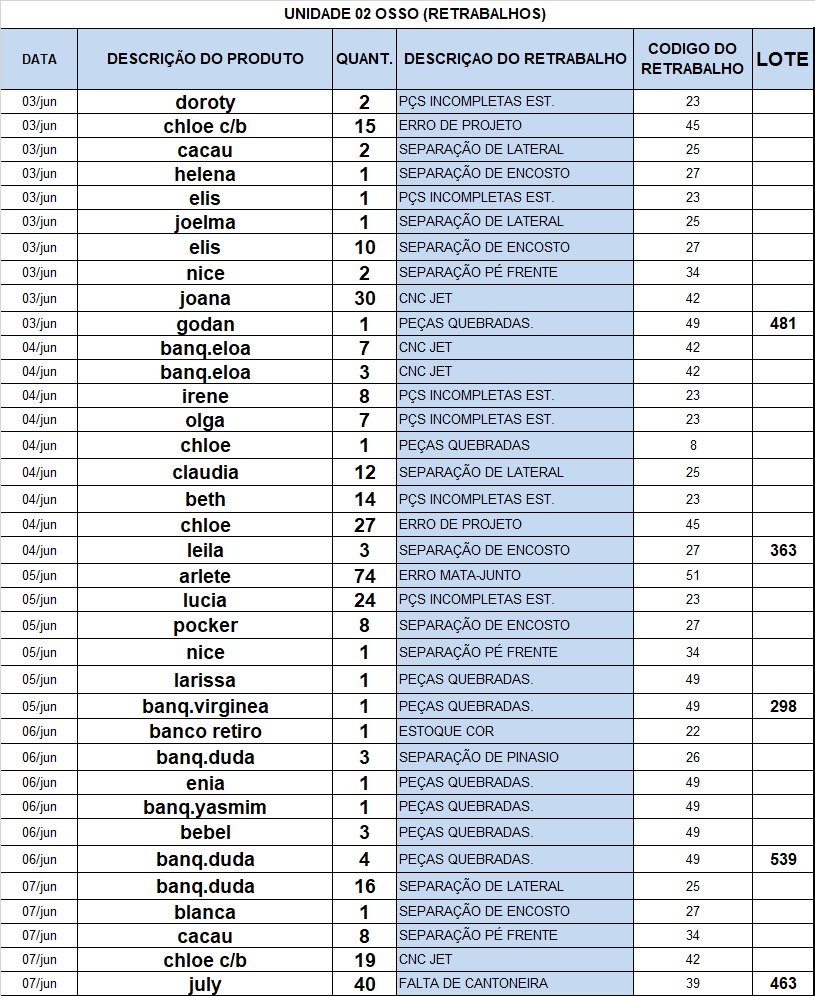 UNIDADE 02 OSSO (RETRABALHOS)
DATA DESCRIÇÃO DO PRODUTO QUANT. DESCRIÇAO DO RETRABALHO CODIGO DO RETRABALHO LOTE
03/jun doroty 2 PÇS INCOMPLETAS EST. 23
03/jun chloe c/b 15 ERRO DE PROJETO 45
03/jun cacau 2 SEPARAÇÃO DE LATERAL 25
03/jun helena 1 SEPARAÇÃO DE ENCOSTO 27
03/jun elis 1 PÇS INCOMPLETAS EST. 23
03/jun joelma 1 SEPARAÇÃO DE LATERAL 25
03/jun elis 10 SEPARAÇÃO DE ENCOSTO 27
03/jun nice 2 SEPARAÇÃO PÉ FRENTE 34
03/jun joana 30 CNC JET 42
03/jun godan 1 PEÇAS QUEBRADAS. 49 481
04/jun banq.eloa 7 CNC JET 42
04/jun banq.eloa 3 CNC JET 42
04/jun irene 8 PÇS INCOMPLETAS EST. 23
04/jun olga 7 PÇS INCOMPLETAS EST. 23
04/jun chloe 1 PEÇAS QUEBRADAS 8
04/jun claudia 12 SEPARAÇÃO DE LATERAL 25
04/jun beth 14 PÇS INCOMPLETAS EST. 23
04/jun chloe 27 ERRO DE PROJETO 45
04/jun leila 3 SEPARAÇÃO DE ENCOSTO 27 363
05/jun arlete 74 ERRO MATA-JUNTO 51
05/jun lucia 24 PÇS INCOMPLETAS EST. 23
05/jun pocker 8 SEPARAÇÃO DE ENCOSTO 27
05/jun nice 1 SEPARAÇÃO PÉ FRENTE 34
05/jun larissa 1 PEÇAS QUEBRADAS. 49
05/jun banq.virginea 1 PEÇAS QUEBRADAS. 49 298
06/jun banco retiro 1 ESTOQUE COR 22
06/jun banq.duda 3 SEPARAÇÃO DE PINASIO 26
06/jun enia 1 PEÇAS QUEBRADAS. 49
06/jun banq.yasmim 1 PEÇAS QUEBRADAS. 49
06/jun bebel 3 PEÇAS QUEBRADAS. 49
06/jun banq.duda 4 PEÇAS QUEBRADAS. 49 539
07/jun banq.duda 16 SEPARAÇÃO DE LATERAL 25
07/jun blanca 1 SEPARAÇÃO DE ENCOSTO 27
07/jun cacau 8 SEPARAÇÃO PÉ FRENTE 34
07/jun chloe c/b 19 CNC JET 42
07/jun july 40 FALTA DE CANTONEIRA 39 463